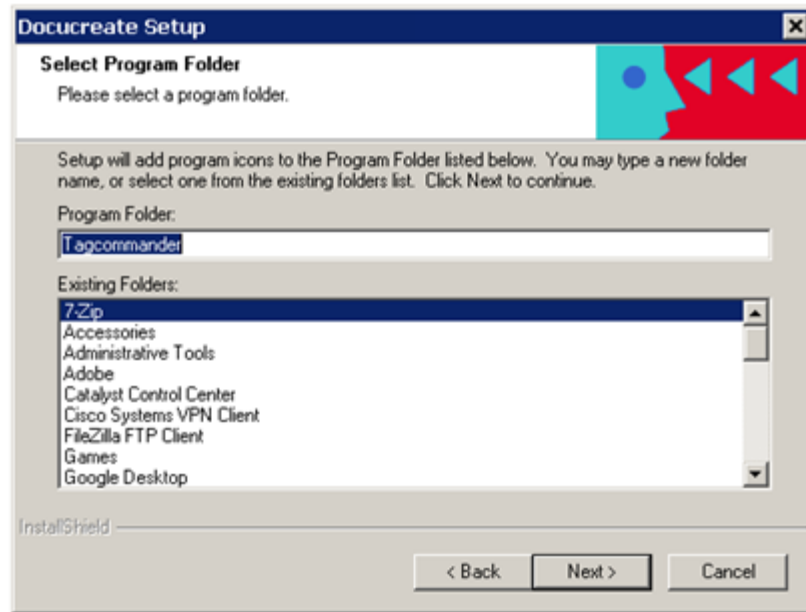 Docucreate Setup
Select Program Folder
Please select a program folder.
Setup will add program icons to the Program Folder listed below. You may type a new folder
name, or select one from the existing folders list. Click Next to continue.
Program Folder:
Tagcommander
Existing Folders:
7-Zip
Accessories
Administrative Tools
Adobe
Catalyst Control Center
Cisco Systems VPN Client
FileZilla FTP Client
Games
Google Desktop
InstallShield
< Back
Next >
Cancel